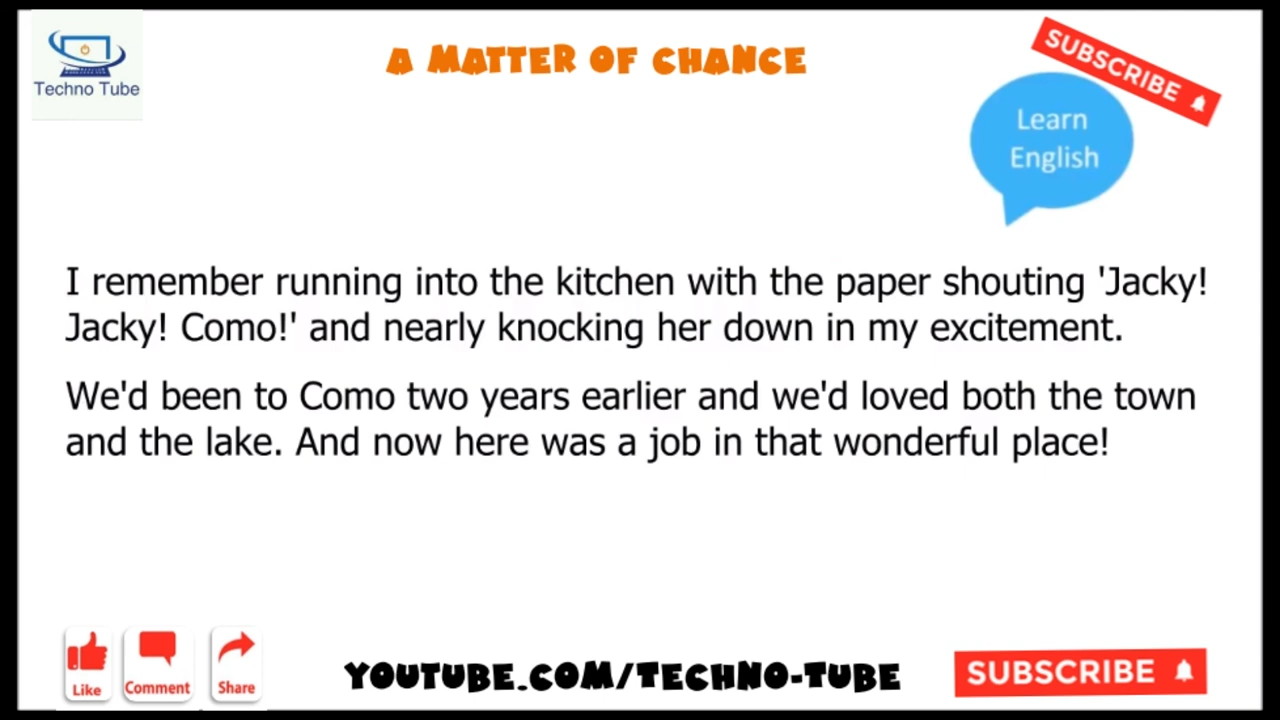 Techno Tube
A MATTER OF CHANCE
SUBSCRIBE
Learn
English
I remember running into the kitchen with the paper shouting 'Jacky!
Jacky! Como!' and nearly knocking her down in my excitement.
We'd been to Como two years earlier and we'd loved both the town
and the lake. And now here was a job in that wonderful place!
Like
Comment
Share
YOUTUBE.COM/TECHNO-TUBE
SUBSCRIBE